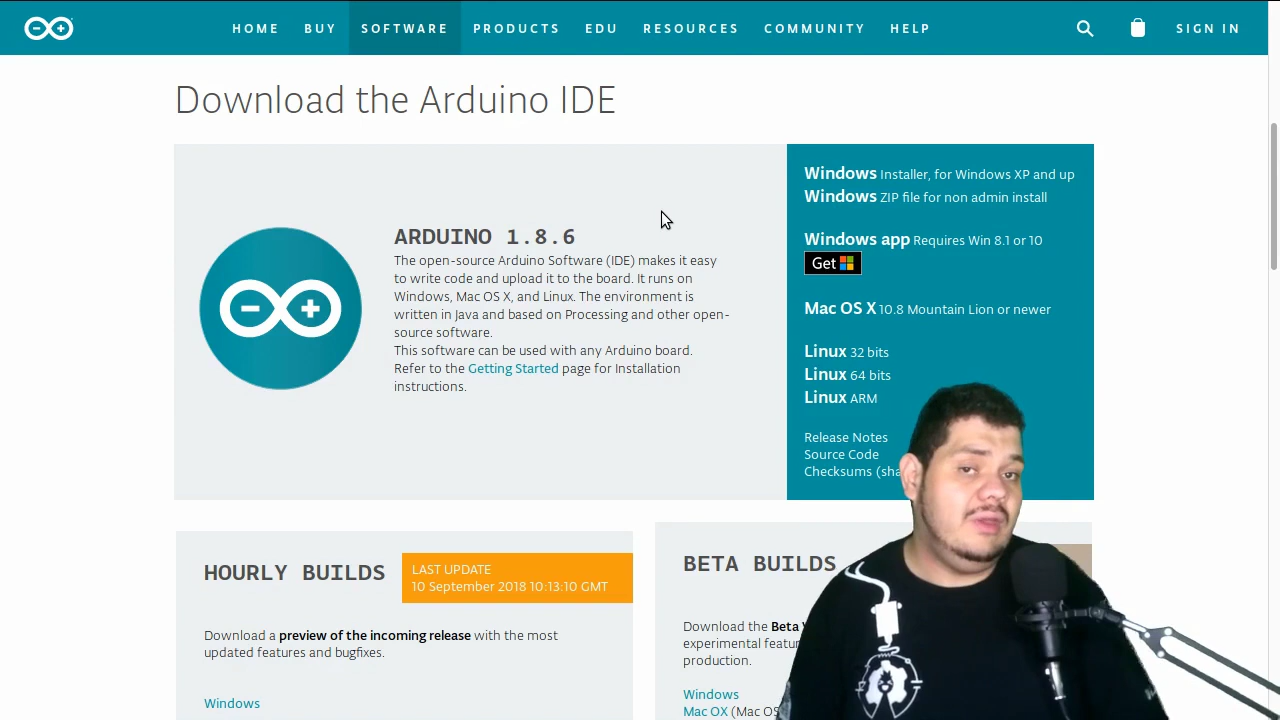 HOME BUY SOFTWARE PRODUCTS EDU RESOURCES COMMUNITY HELP SIGN IN
Download the Arduino IDE
ARDUINO 1.8.6
The open-source Arduino Software (IDE) makes it easy
to write code and upload it to the board. It runs on
Windows, Mac OS X, and Linux. The environment is
written in Java and based on Processing and other open-
source software.
This software can be used with any Arduino board.
Refer to the Getting Started page for Installation
instructions.
Windows Installer, for Windows XP and up
Windows ZIP file for non admin install
Windows app Requires Win 8.1 or 10
Get
Mac OS X 10.8 Mountain Lion or newer
Linux 32 bits
Linux 64 bits
Linux ARM
Release Notes
Source Code
Checksums
HOURLY BUILDS
LAST UPDATE
10 September 2018 10:13:10 GMT
Download a preview of the incoming release with the most
updated features and bugfixes.
Windows
BETA BUILDS
Download the Beta
experimental
production.
Windows
Mac OX (Mac OS